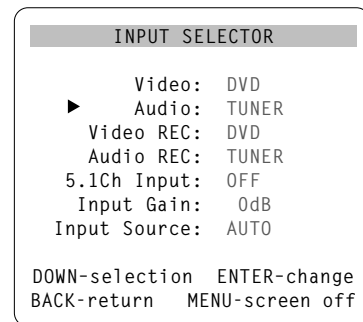 INPUT SELECTOR
Video: DVD
▶ Audio: TUNER
Video REC: DVD
Audio REC: TUNER
5.1Ch Input: OFF
Input Gain: 0dB
Input Source: AUTO
DOWN-selection ENTER-change
BACK-return MENU-screen off